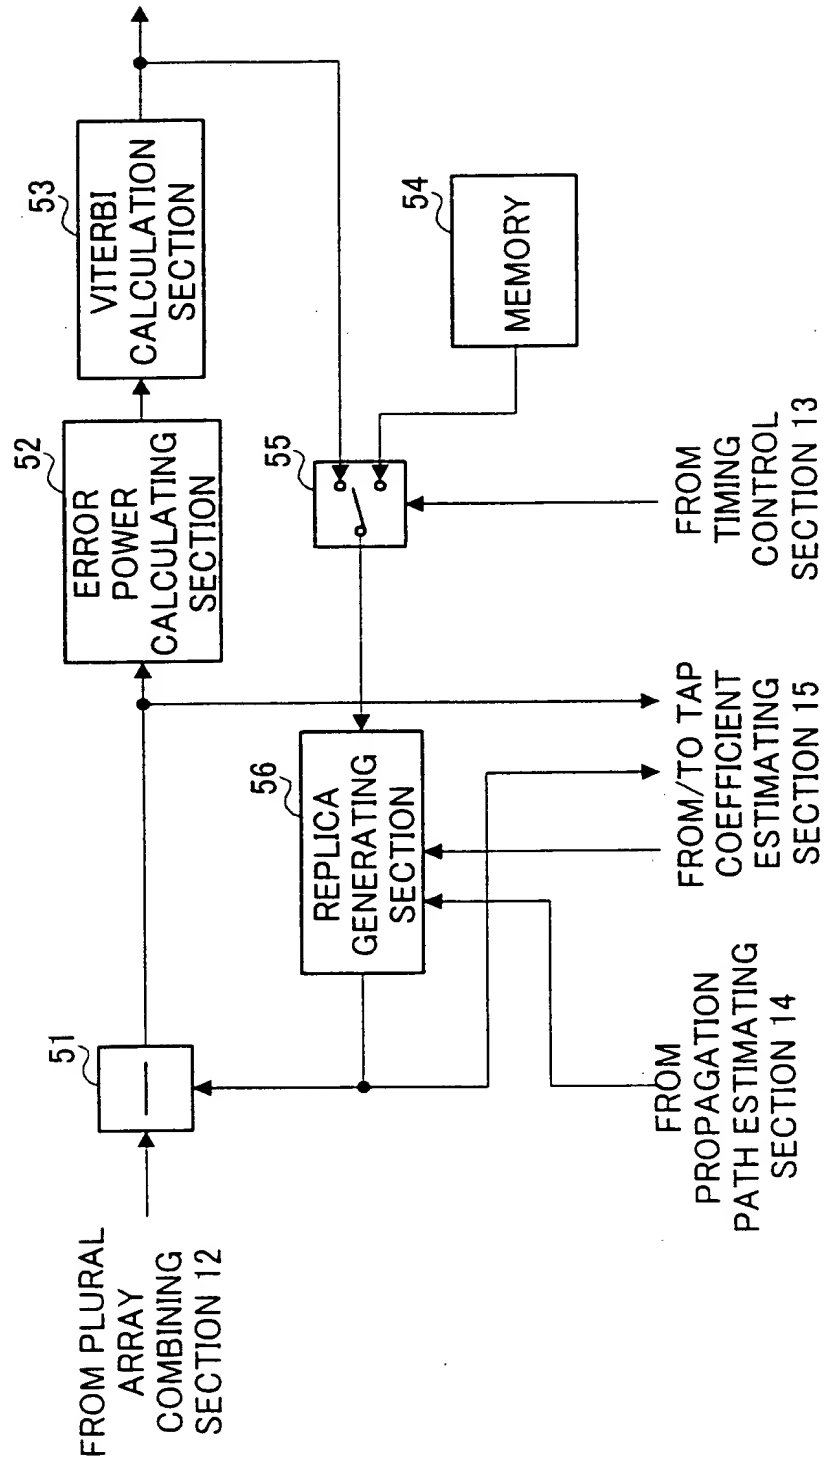 53
VITERBI
CALCULATION
SECTION
52
ERROR
POWER
CALCULATING
SECTION
54
MEMORY
55
56
REPLICA
GENERATING
SECTION
51
FROM PLURAL
ARRAY
COMBINING
SECTION 12
FROM
PROPAGATION
PATH ESTIMATING
SECTION 14
FROM/TO TAP
COEFFICIENT
ESTIMATING
SECTION 15
FROM
TIMING
CONTROL
SECTION 13